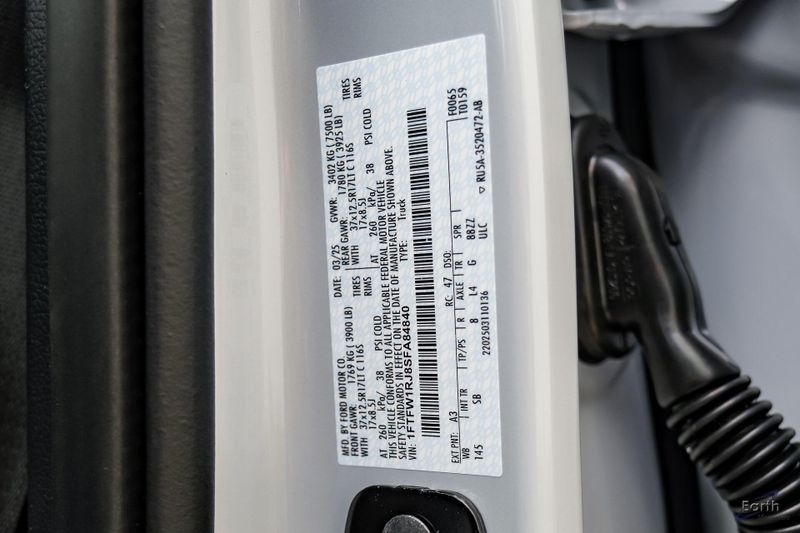 MFD. BY FORD MOTOR CO.
DATE: 03/25 GVWR: 3402 KG ( 7500 LB)
FRONT GAWR: 1769 KG ( 3900 LB) REAR GAWR: 1780 KG ( 3925 LB)
WITH 37x12.5R17LT C 116S TIRES WITH 37x12.5R17LT C 116S TIRES
17x8.5J RIMS 17x8.5J RIMS
AT 260 kPa/ 38 PSI COLD AT 260 kPa/ 38 PSI COLD
THIS VEHICLE CONFORMS TO ALL APPLICABLE FEDERAL MOTOR VEHICLE
SAFETY STANDARDS IN EFFECT ON THE DATE OF MANUFACTURE SHOWN ABOVE.
VIN: 1FTFW1RJ8SFA84840 TYPE: Truck
F0065
T0159
EXT PNT: A3 RC: 47 DSO:
WB INT TR TP/PS R AXLE TR SPR
145 SB 8 L4 G 88ZZ
ULC
2202503110136
▽ RU5A-3520472-AB
Earth